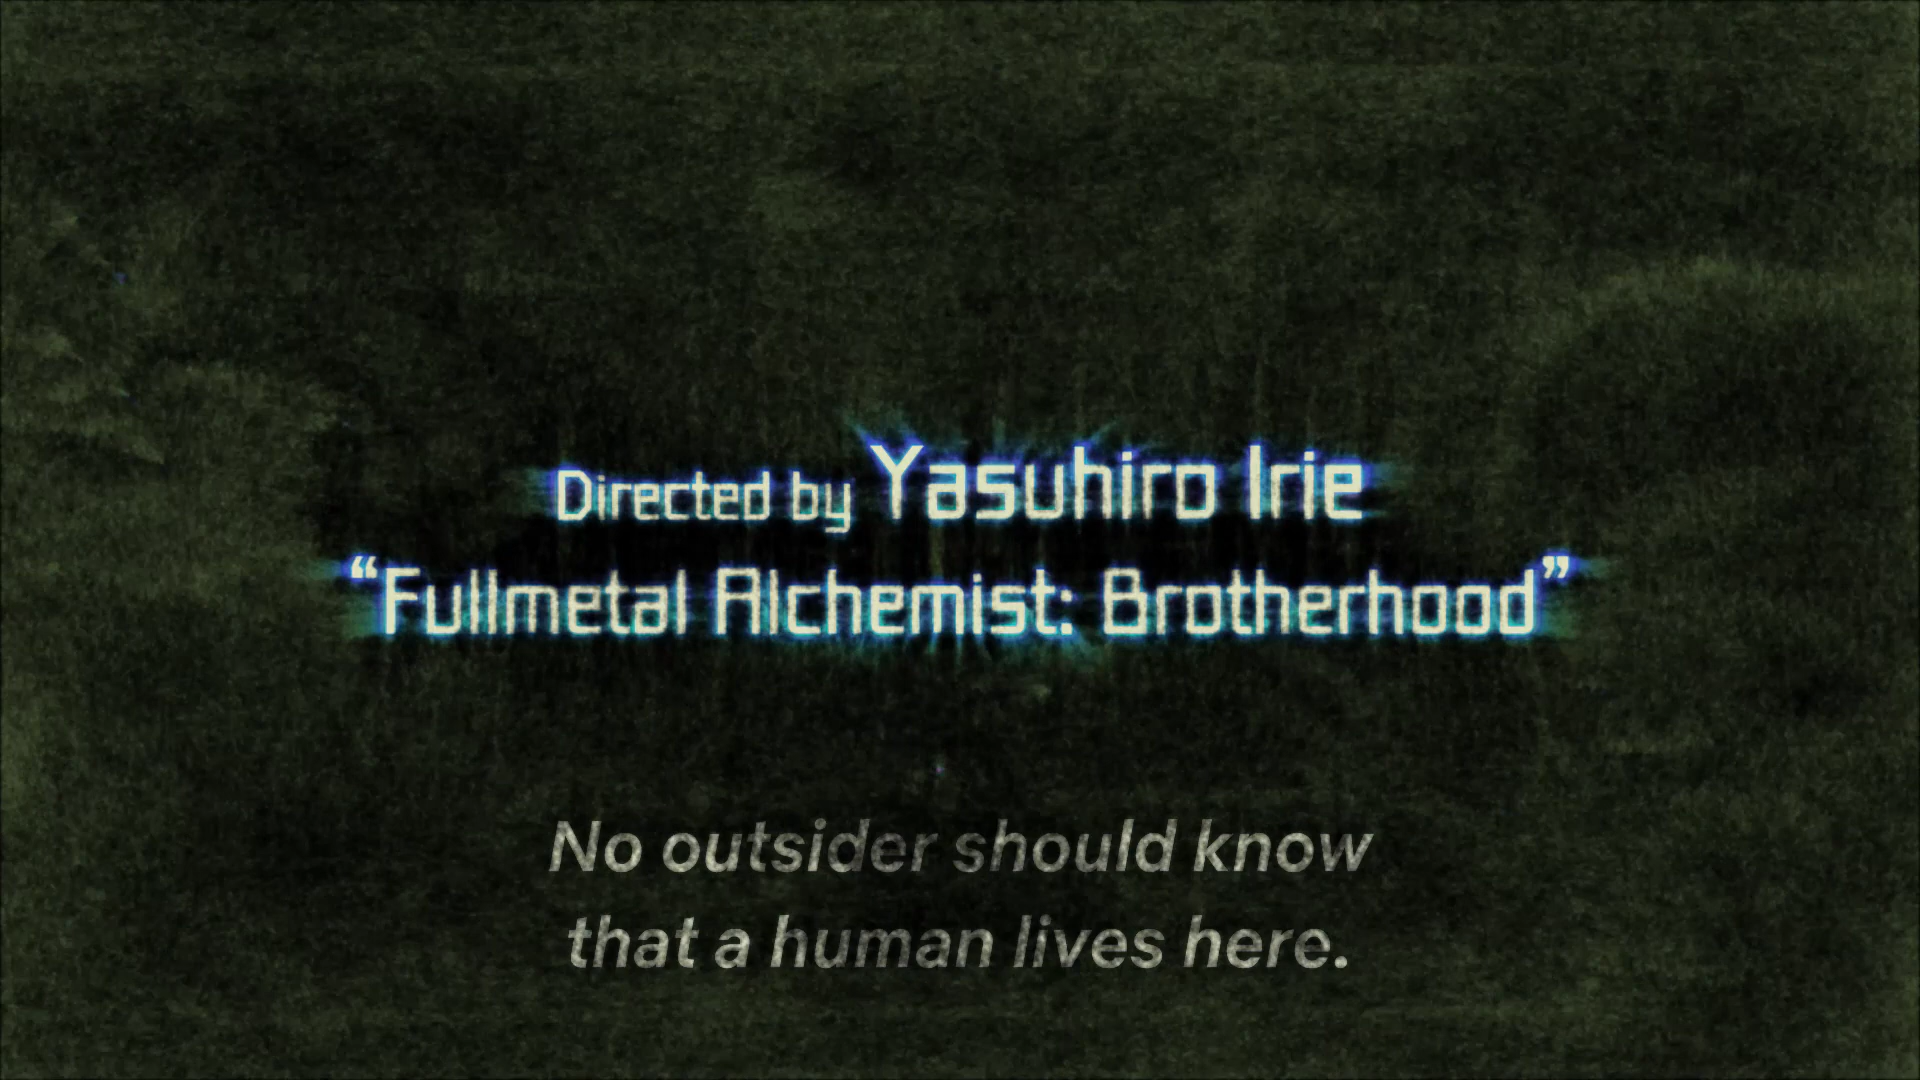 Directed by Yasuhiro Irie
“Fullmetal Alchemist: Brotherhood”
No outsider should know
that a human lives here.